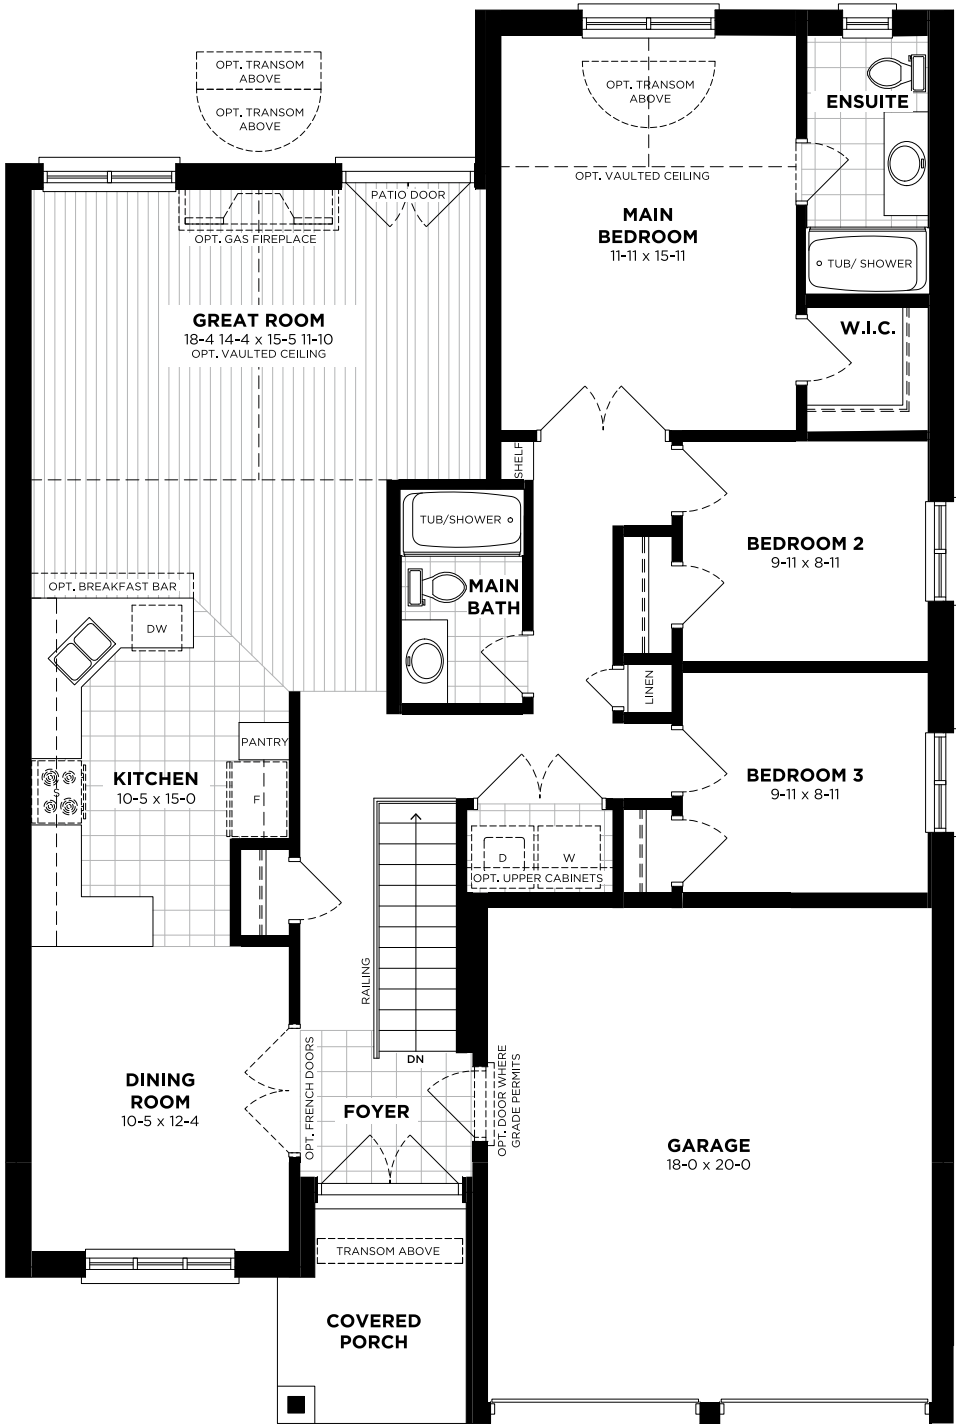 OPT. TRANSOM
ABOVE
OPT. TRANSOM
ABOVE
OPT. TRANSOM
ABOVE
OPT. VAULTED CEILING
ENSUITE
MAIN
BEDROOM
11-11 x 15-11
TUB/ SHOWER
PATIO DOOR
OPT. GAS FIREPLACE
GREAT ROOM
18-4 14-4 x 15-5 11-10
OPT. VAULTED CEILING
W.I.C.
SHELF
TUB/SHOWER
BEDROOM 2
9-11 x 8-11
OPT. BREAKFAST BAR
DW
MAIN
BATH
LINEN
PANTRY
KITCHEN
10-5 x 15-0
S
F
BEDROOM 3
9-11 x 8-11
D
W
OPT. UPPER CABINETS
RAILING
DN
DINING
ROOM
10-5 x 12-4
OPT. FRENCH DOORS
FOYER
OPT. DOOR WHERE
GRADE PERMITS
GARAGE
18-0 x 20-0
TRANSOM ABOVE
COVERED
PORCH